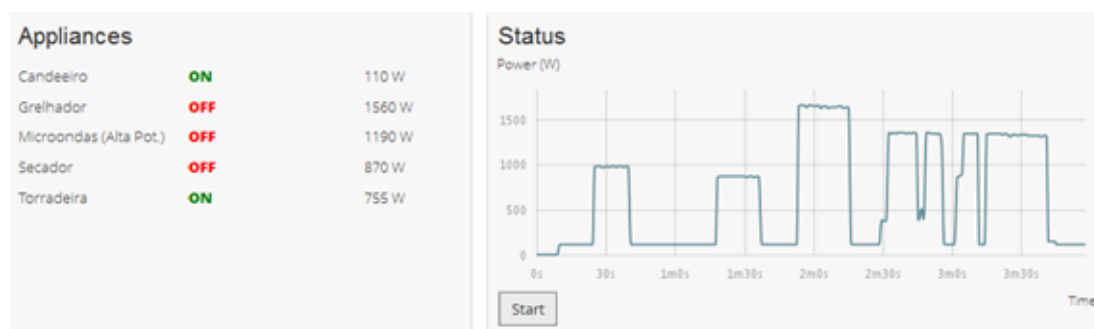 Appliances
Candeeiro ON 110 W
Grelhador OFF 1560 W
Microondas (Alta Pot.) OFF 1190 W
Secador OFF 870 W
Torradeira ON 755 W
Status
Power (W)
1500
1000
500
0
0s 30s 1m0s 1m30s 2m0s 2m30s 3m0s 3m30s
Time
Start